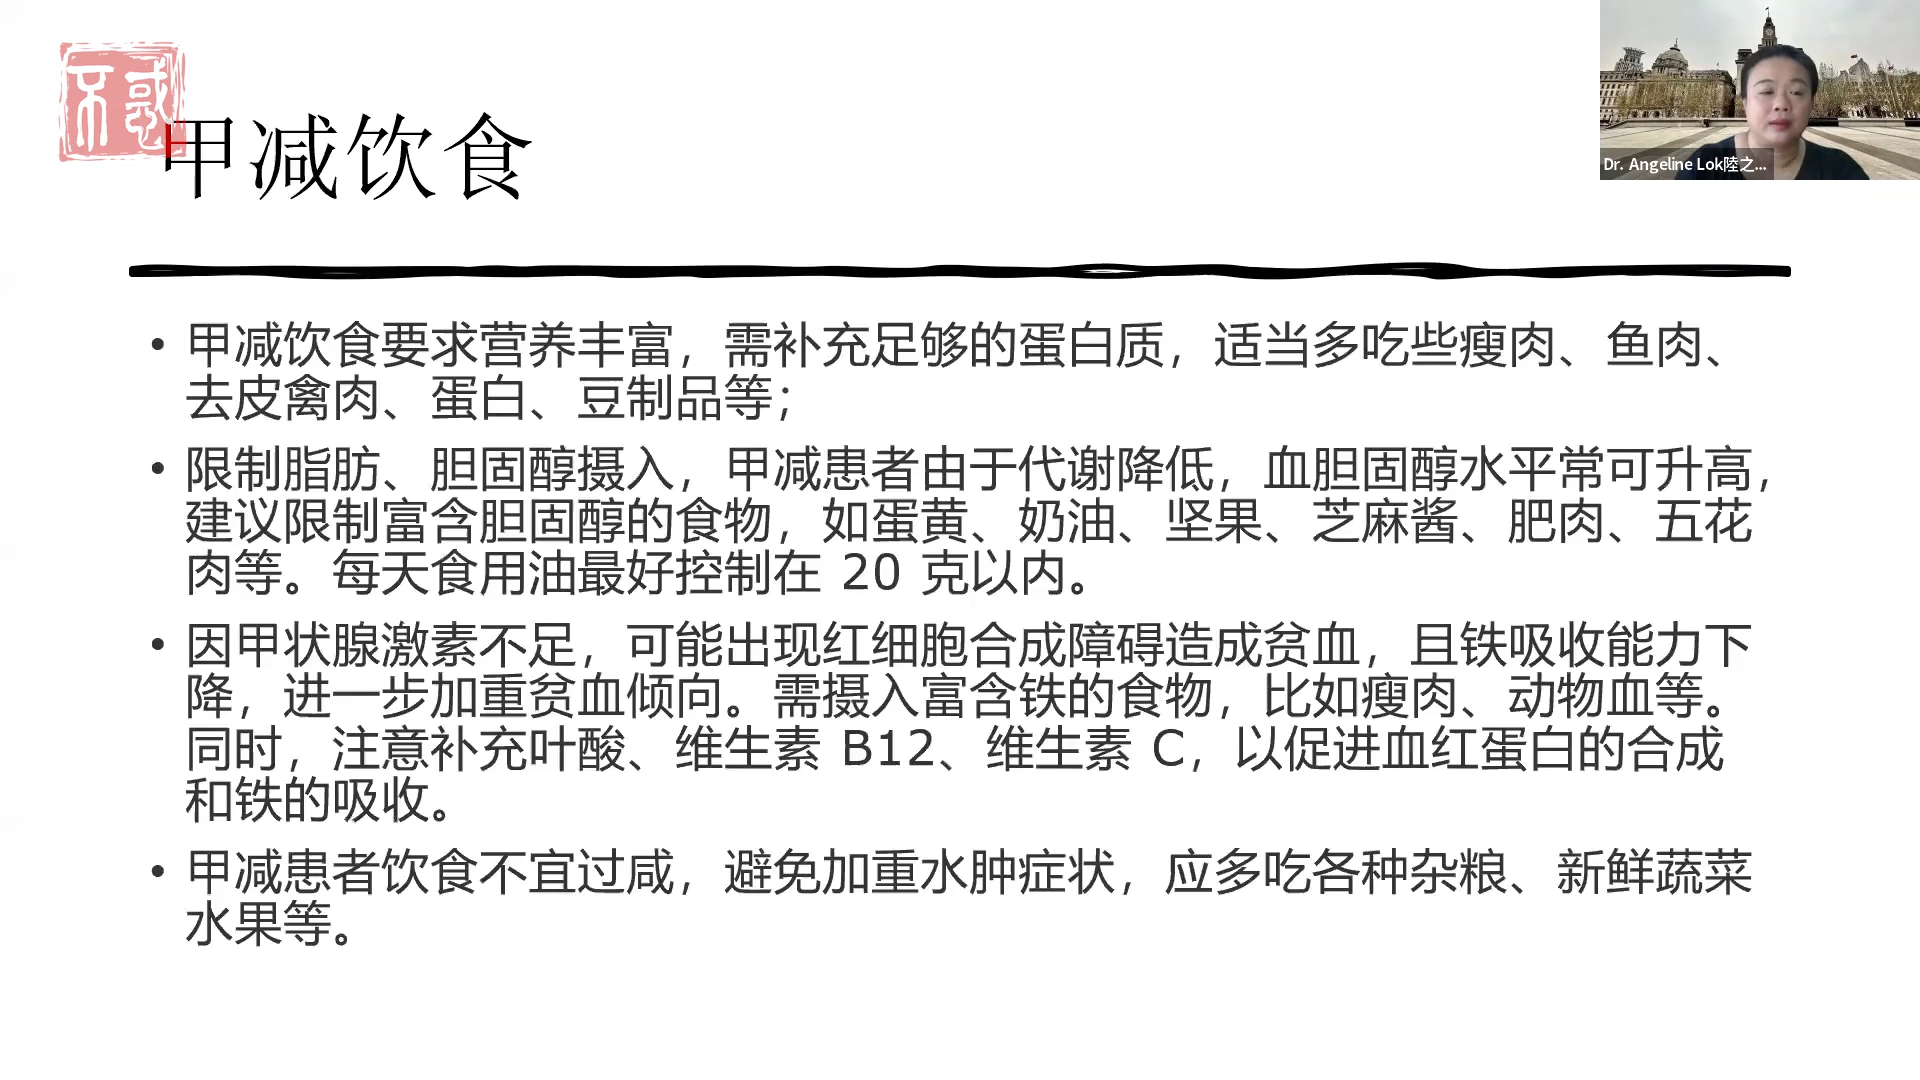 不惑
甲减饮食
Dr. Angeline Lok陸之...
• 甲减饮食要求营养丰富，需补充足够的蛋白质，适当多吃些瘦肉、鱼肉、
去皮禽肉、蛋白、豆制品等；
• 限制脂肪、胆固醇摄入，甲减患者由于代谢降低，血胆固醇水平常可升高，
建议限制富含胆固醇的食物，如蛋黄、奶油、坚果、芝麻酱、肥肉、五花
肉等。每天食用油最好控制在 20 克以内。
• 因甲状腺激素不足，可能出现红细胞合成障碍造成贫血，且铁吸收能力下
降，进一步加重贫血倾向。需摄入富含铁的食物，比如瘦肉、动物血等。
同时，注意补充叶酸、维生素 B12、维生素 C，以促进血红蛋白的合成
和铁的吸收。
• 甲减患者饮食不宜过咸，避免加重水肿症状，应多吃各种杂粮、新鲜蔬菜
水果等。